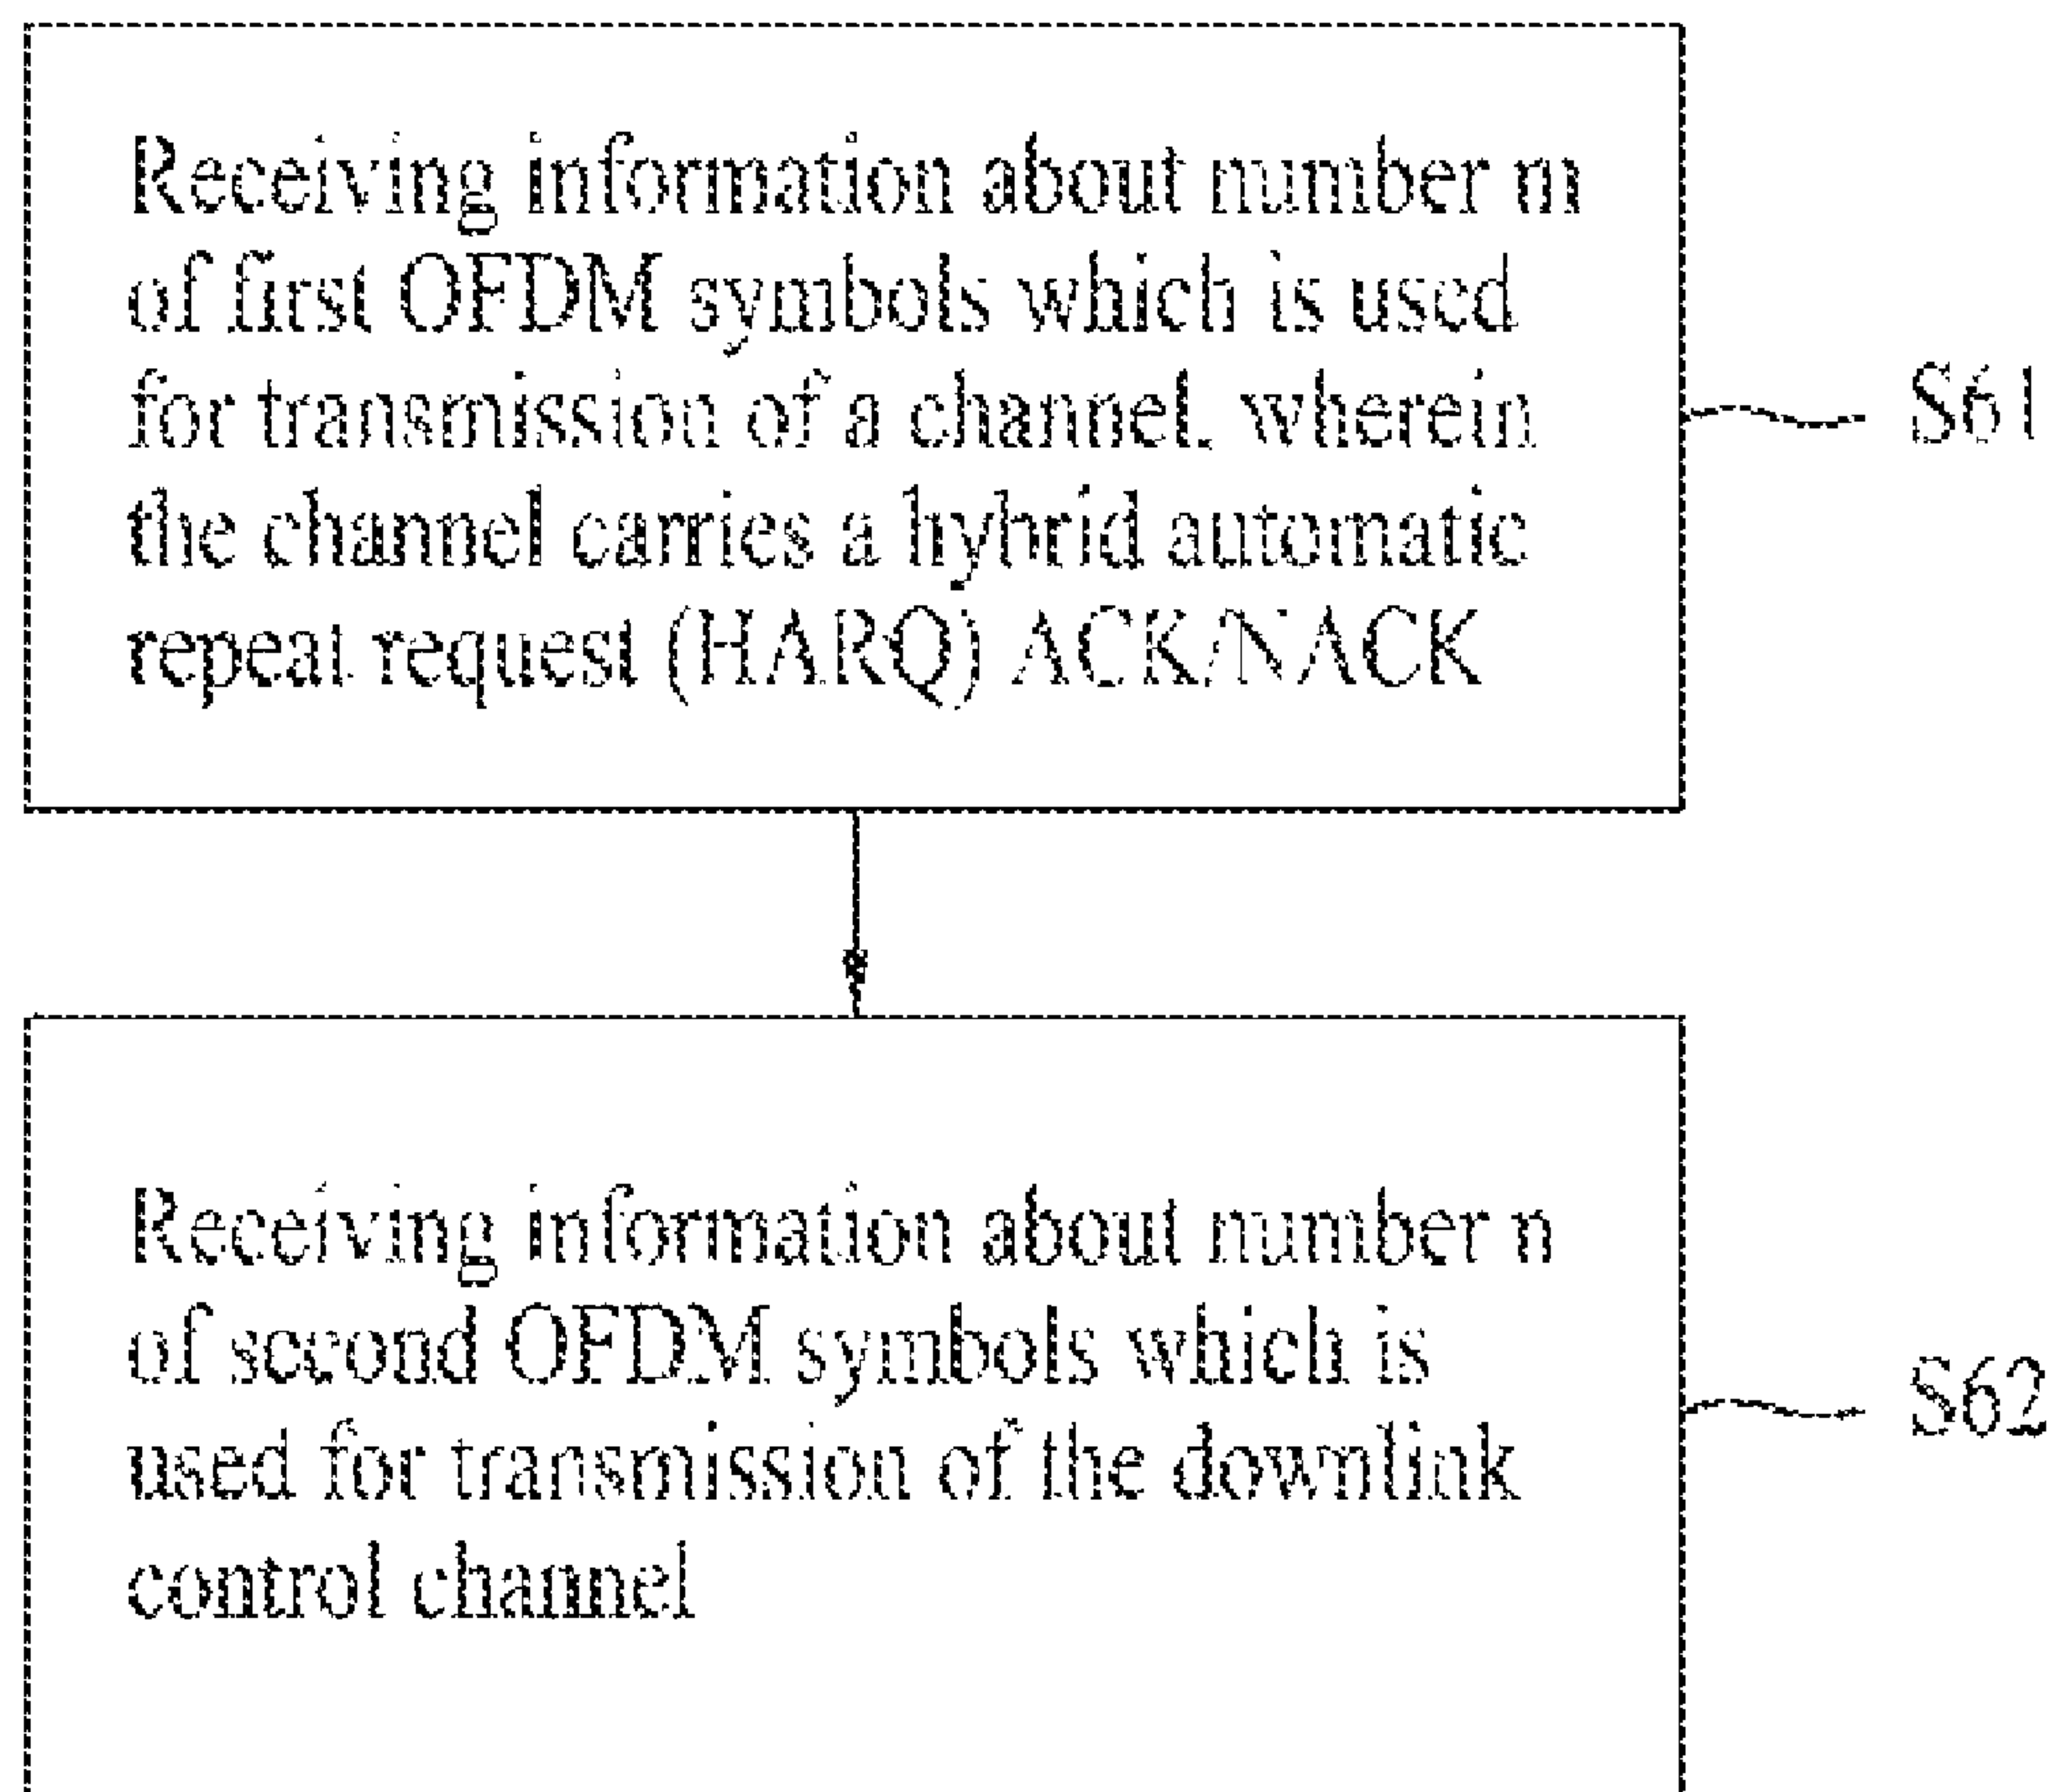 Receiving information about number m
of first OFDM symbols which is used
for transmission of a channel, wherein
the channel carries a hybrid automatic
repeat request (HARQ) ACK/NACK
S61
Receiving information about number n
of second OFDM symbols which is
used for transmission of the downlink
control channel
S62